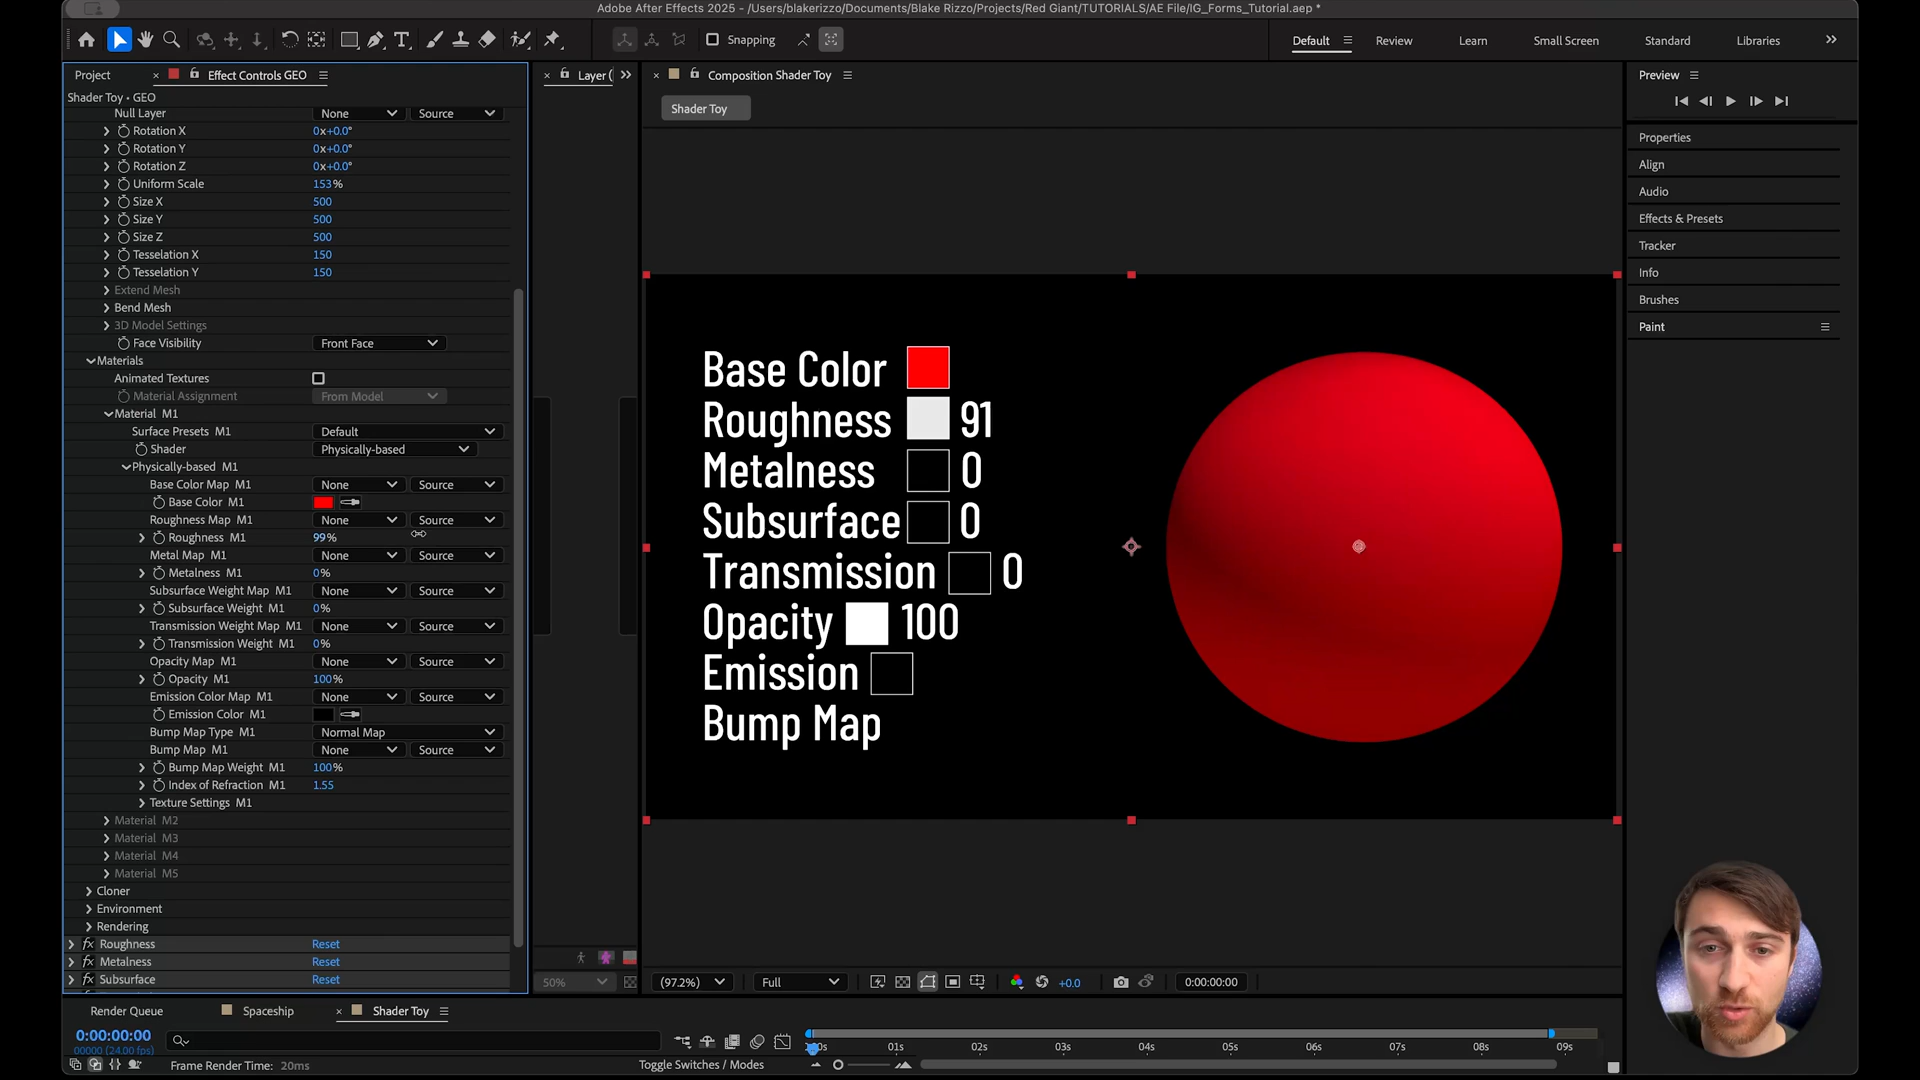 Adobe After Effects 2025 - /Users/blakerizzo/Documents/Blake Rizzo/Projects/Red Giant/TUTORIALS/AE File/IG_Forms_Tutorial.aep *
Snapping
Default
Review
Learn
Small Screen
Standard
Libraries
Project
Effect Controls GEO
Layer (
Composition Shader Toy
Preview
Shader Toy • GEO
Shader Toy
Null Layer None Source
Rotation X 0x+0.0°
Rotation Y 0x+0.0°
Rotation Z 0x+0.0°
Uniform Scale 153%
Size X 500
Size Y 500
Size Z 500
Tesselation X 150
Tesselation Y 150
Extend Mesh
Bend Mesh
3D Model Settings
Face Visibility Front Face
Materials
Animated Textures
Material Assignment From Model
Material M1
Surface Presets M1 Default
Shader Physically-based
Physically-based M1
Base Color Map M1 None Source
Base Color M1
Roughness Map M1 None Source
Roughness M1 99%
Metal Map M1 None Source
Metalness M1 0%
Subsurface Weight Map M1 None Source
Subsurface Weight M1 0%
Transmission Weight Map M1 None Source
Transmission Weight M1 0%
Opacity Map M1 None Source
Opacity M1 100%
Emission Color Map M1 None Source
Emission Color M1
Bump Map Type M1 Normal Map
Bump Map M1 None Source
Bump Map Weight M1 100%
Index of Refraction M1 1.55
Texture Settings M1
Material M2
Material M3
Material M4
Material M5
Cloner
Environment
Rendering
fx Roughness Reset
fx Metalness Reset
fx Subsurface Reset
Base Color
Roughness 91
Metalness 0
Subsurface 0
Transmission 0
Opacity 100
Emission
Bump Map
Properties
Align
Audio
Effects & Presets
Tracker
Info
Brushes
Paint
50%
(97.2%)
Full
+0.0
0:00:00:00
Render Queue
Spaceship
Shader Toy
0:00:00:00
00000 (24.00 fps)
01s 02s 03s 04s 05s 06s 07s 08s 09s
Frame Render Time: 20ms
Toggle Switches / Modes